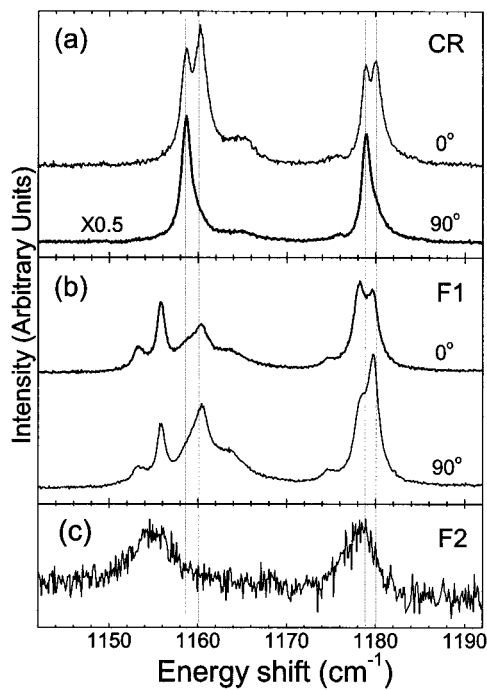 (a)
CR
0°
X0.5
90°
(b)
F1
0°
90°
(c)
F2
Intensity (Arbitrary Units)
1150 1160 1170 1180 1190
Energy shift (cm⁻¹)